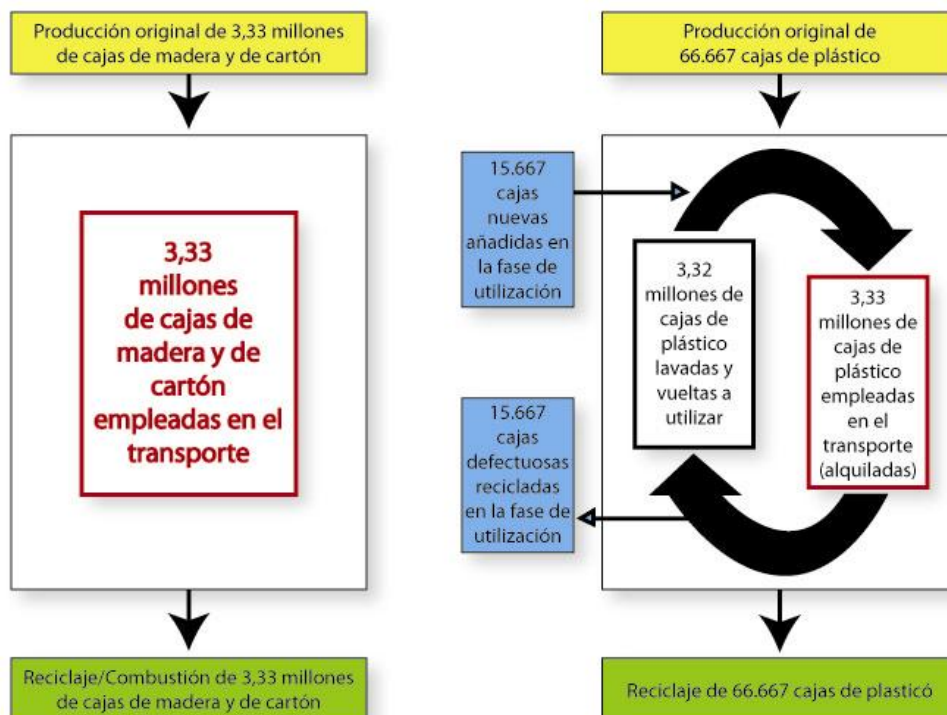 Producción original de 3,33 millones
de cajas de madera y de cartón
3,33
millones
de cajas de
madera y de
cartón
empleadas en el
transporte
Reciclaje/Combustión de 3,33 millones
de cajas de madera y de cartón
Producción original de
66.667 cajas de plástico
15.667
cajas
nuevas
añadidas en
la fase de
utilización
3,32
millones de
cajas de
plástico
lavadas y
vueltas a
utilizar
3,33
millones de
cajas de
plástico
empleadas
en el
transporte
(alquiladas)
15.667
cajas
defectuosas
recicladas
en la fase de
utilización
Reciclaje de 66.667 cajas de plasticó